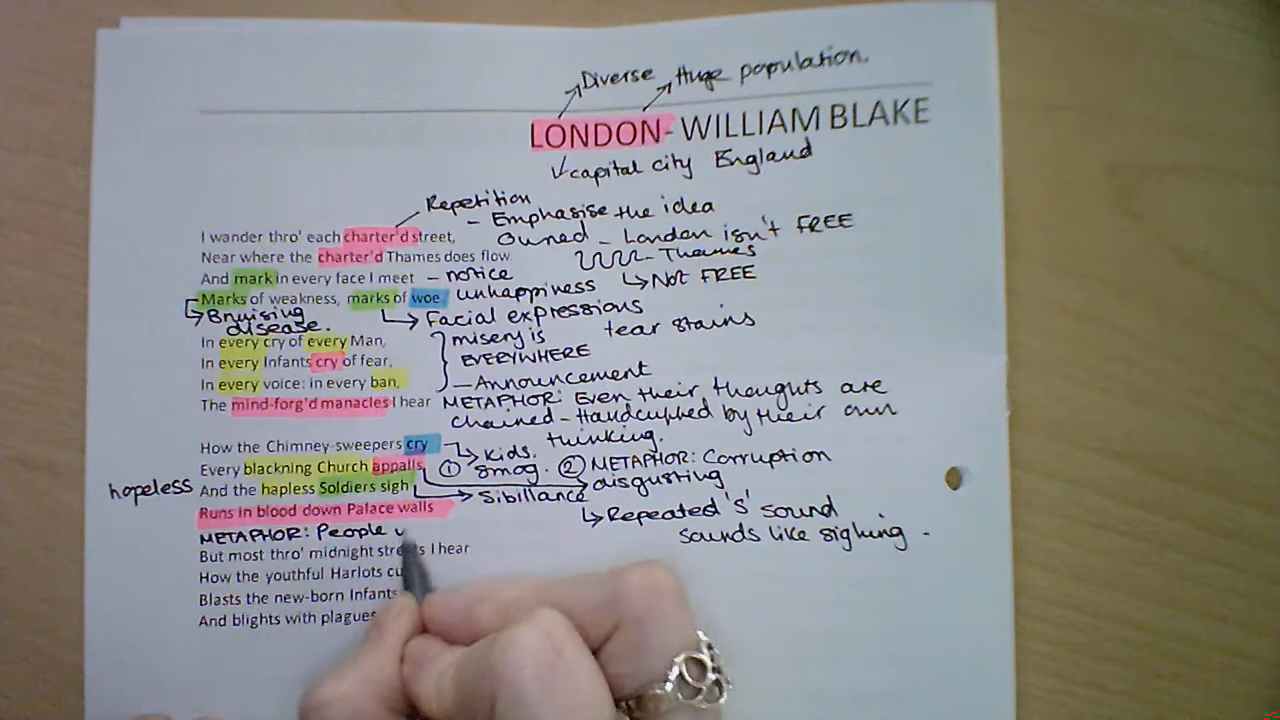 Diverse Huge population.
LONDON- WILLIAM BLAKE
capital city England
Repetition
- Emphasise the idea
I wander thro' each charter'd street, Owned - London isn't FREE
Near where the charter'd Thames does flow - Thames
And mark in every face I meet - notice Not FREE
Marks of weakness, marks of woe unhappiness
Bruising Facial expressions
disease. tear stains
In every cry of every Man, misery is
In every Infants cry of fear, EVERYWHERE
In every voice: in every ban, - Announcement
The mind-forg'd manacles I hear METAPHOR: Even their thoughts are
chained - Handcuffed by their own
How the Chimney-sweepers cry Kids. thinking.
Every blackning Church appalls, ① smog. ② METAPHOR: Corruption
hopeless And the hapless Soldiers sigh Sibillance disgusting
Runs in blood down Palace walls Repeated 's' sound
METAPHOR: People sounds like sighing.
But most thro' midnight streets I hear
How the youthful Harlots cu
Blasts the new-born Infants
And blights with plagues